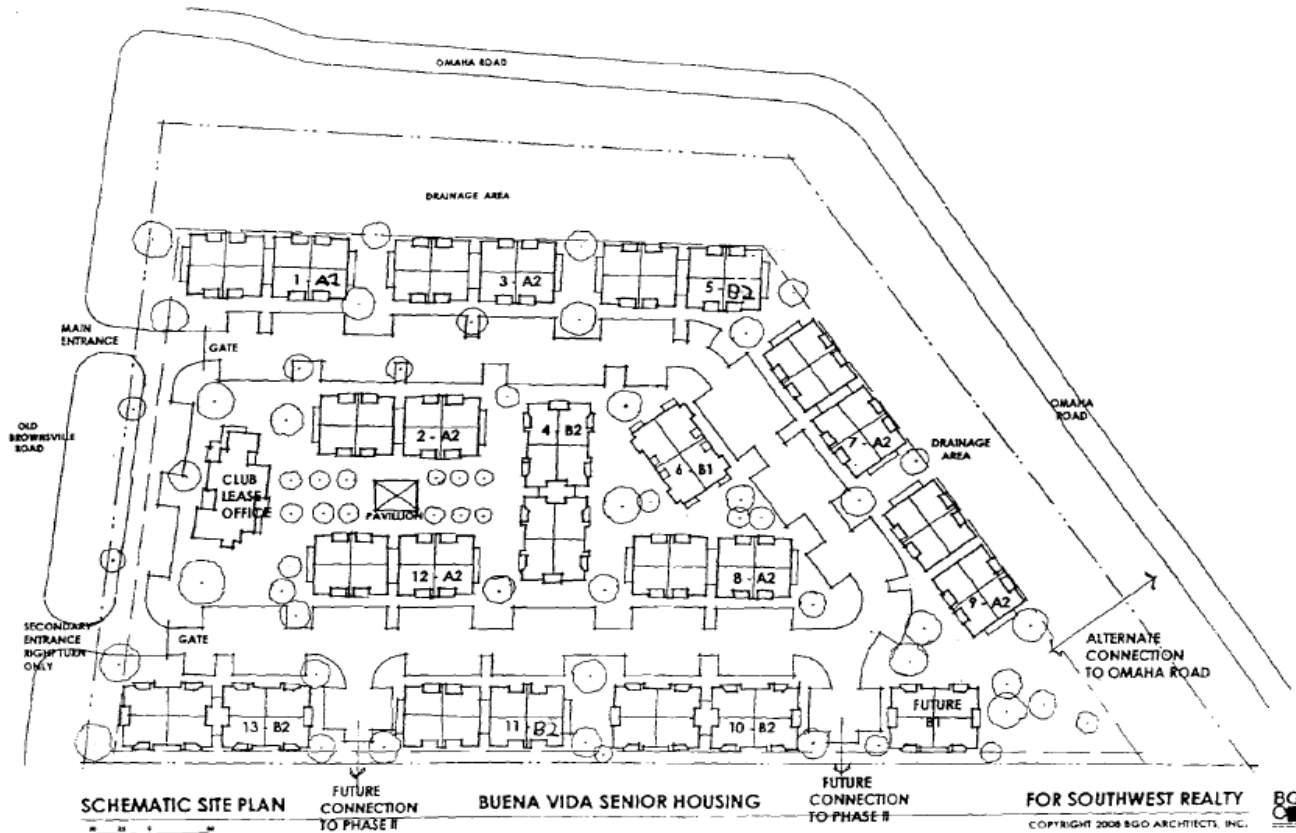 OMAHA ROAD
DRAINAGE AREA
1 - A2
3 - A2
5 - B2
MAIN
ENTRANCE
GATE
OLD
BROWNSVILLE
ROAD
2 - A2
4 - B2
6 - B1
7 - A2
OMAHA
ROAD
DRAINAGE
AREA
CLUB
LEASE
OFFICE
PAVILLION
12 - A2
8 - A2
9 - A2
SECONDARY
ENTRANCE
RIGHT TURN
ONLY
GATE
ALTERNATE
CONNECTION
TO OMAHA ROAD
13 - B2
11 - B2
10 - B2
FUTURE
B1
FUTURE
CONNECTION
TO PHASE II
FUTURE
CONNECTION
TO PHASE II
SCHEMATIC SITE PLAN
BUENA VIDA SENIOR HOUSING
FOR SOUTHWEST REALTY
COPYRIGHT 2008 BGO ARCHITECTS, INC.